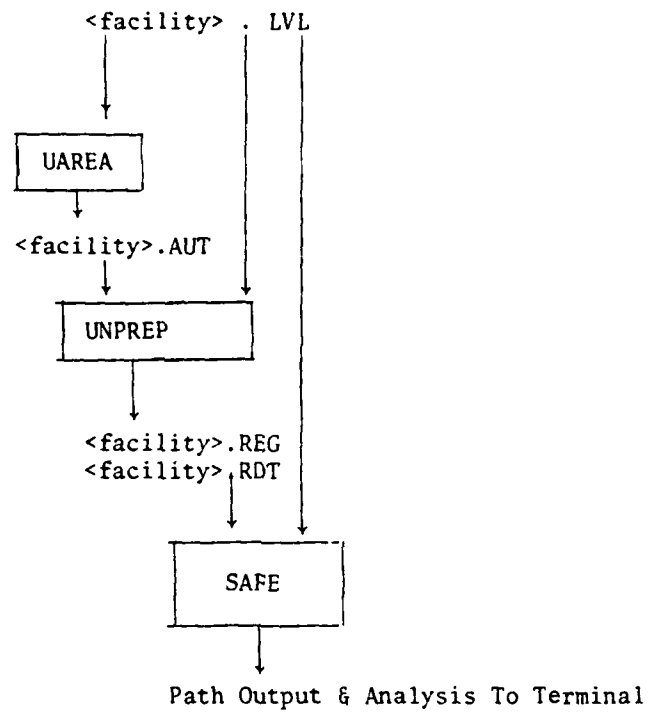 <facility> . LVL
UAREA
<facility>.AUT
UNPREP
<facility>.REG
<facility>.RDT
SAFE
Path Output & Analysis To Terminal